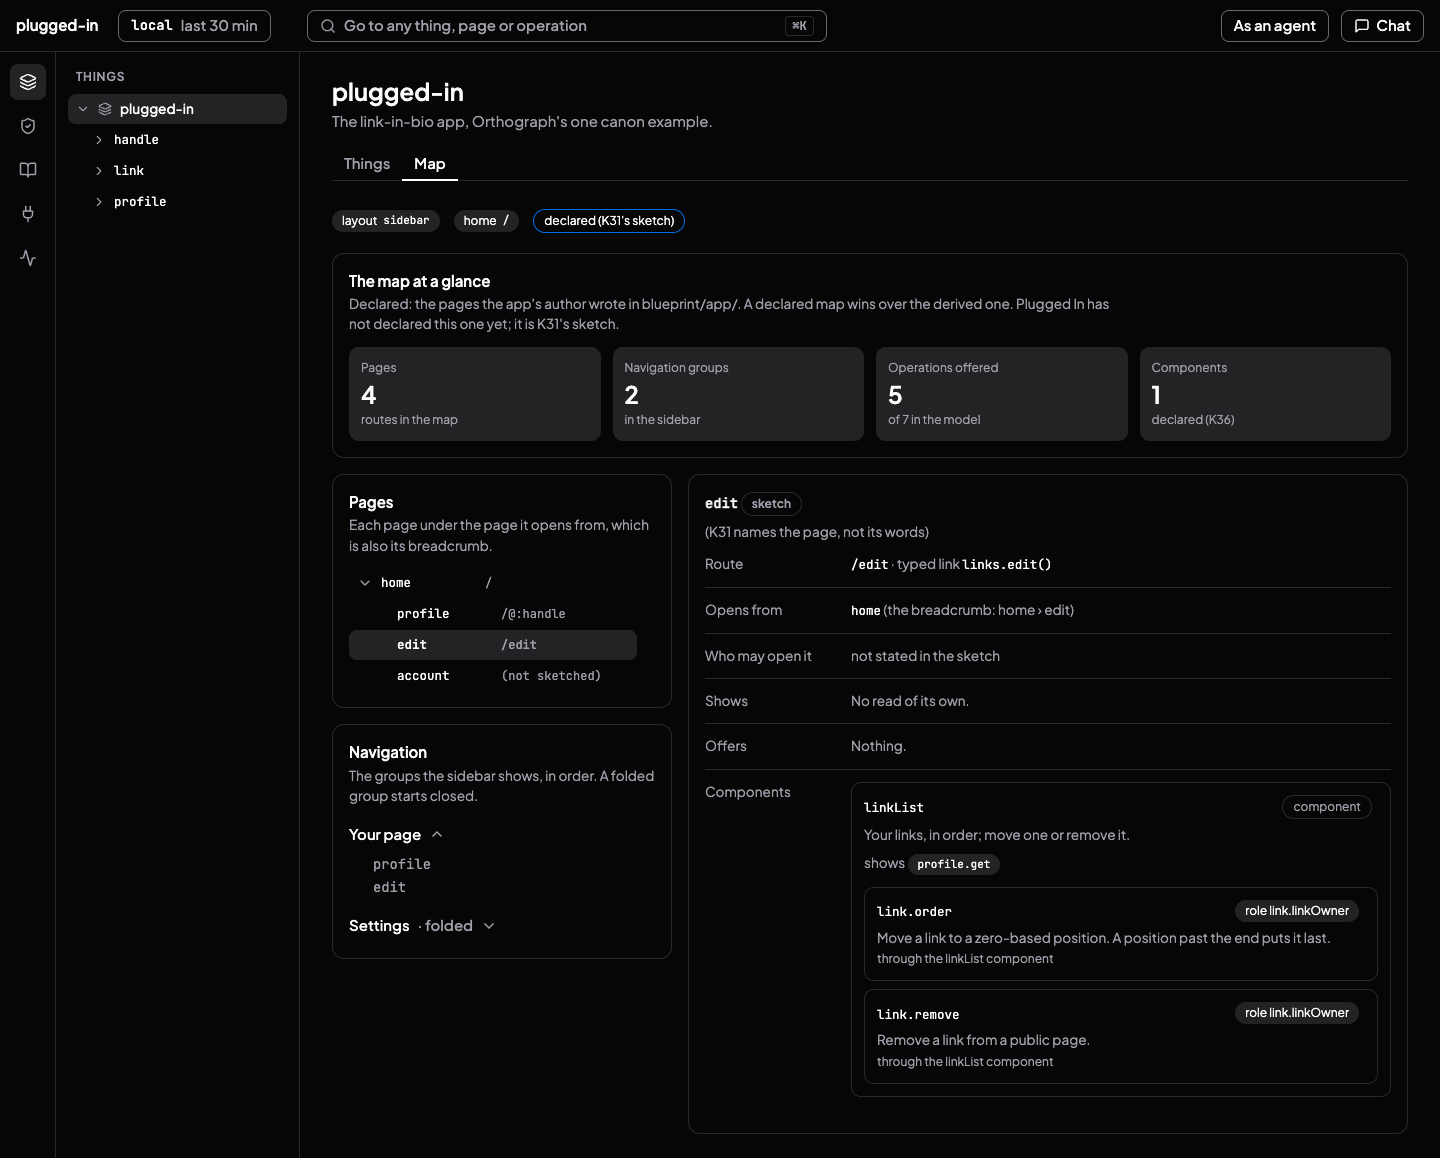 plugged-in
local last 30 min
Go to any thing, page or operation
⌘K
As an agent
Chat
THINGS
plugged-in
handle
link
profile
plugged-in
The link-in-bio app, Orthograph's one canon example.
Things
Map
layout sidebar
home /
declared (K31's sketch)
The map at a glance
Declared: the pages the app's author wrote in blueprint/app/. A declared map wins over the derived one. Plugged In has
not declared this one yet; it is K31's sketch.
Pages
4
routes in the map
Navigation groups
2
in the sidebar
Operations offered
5
of 7 in the model
Components
1
declared (K36)
Pages
Each page under the page it opens from, which
is also its breadcrumb.
home /
profile /@:handle
edit /edit
account (not sketched)
Navigation
The groups the sidebar shows, in order. A folded
group starts closed.
Your page
profile
edit
Settings · folded
edit sketch
(K31 names the page, not its words)
Route /edit · typed link links.edit()
Opens from home (the breadcrumb: home › edit)
Who may open it not stated in the sketch
Shows No read of its own.
Offers Nothing.
Components
linkList component
Your links, in order; move one or remove it.
shows profile.get
link.order role link.linkOwner
Move a link to a zero-based position. A position past the end puts it last.
through the linkList component
link.remove role link.linkOwner
Remove a link from a public page.
through the linkList component